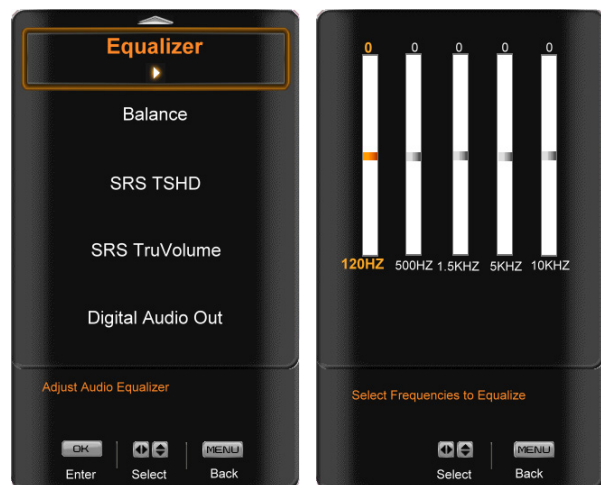 Equalizer
Balance
SRS TSHD
SRS TruVolume
Digital Audio Out
Adjust Audio Equalizer
OK MENU
Enter Select Back
0 0 0 0 0
120HZ 500HZ 1.5KHZ 5KHZ 10KHZ
Select Frequencies to Equalize
MENU
Select Back